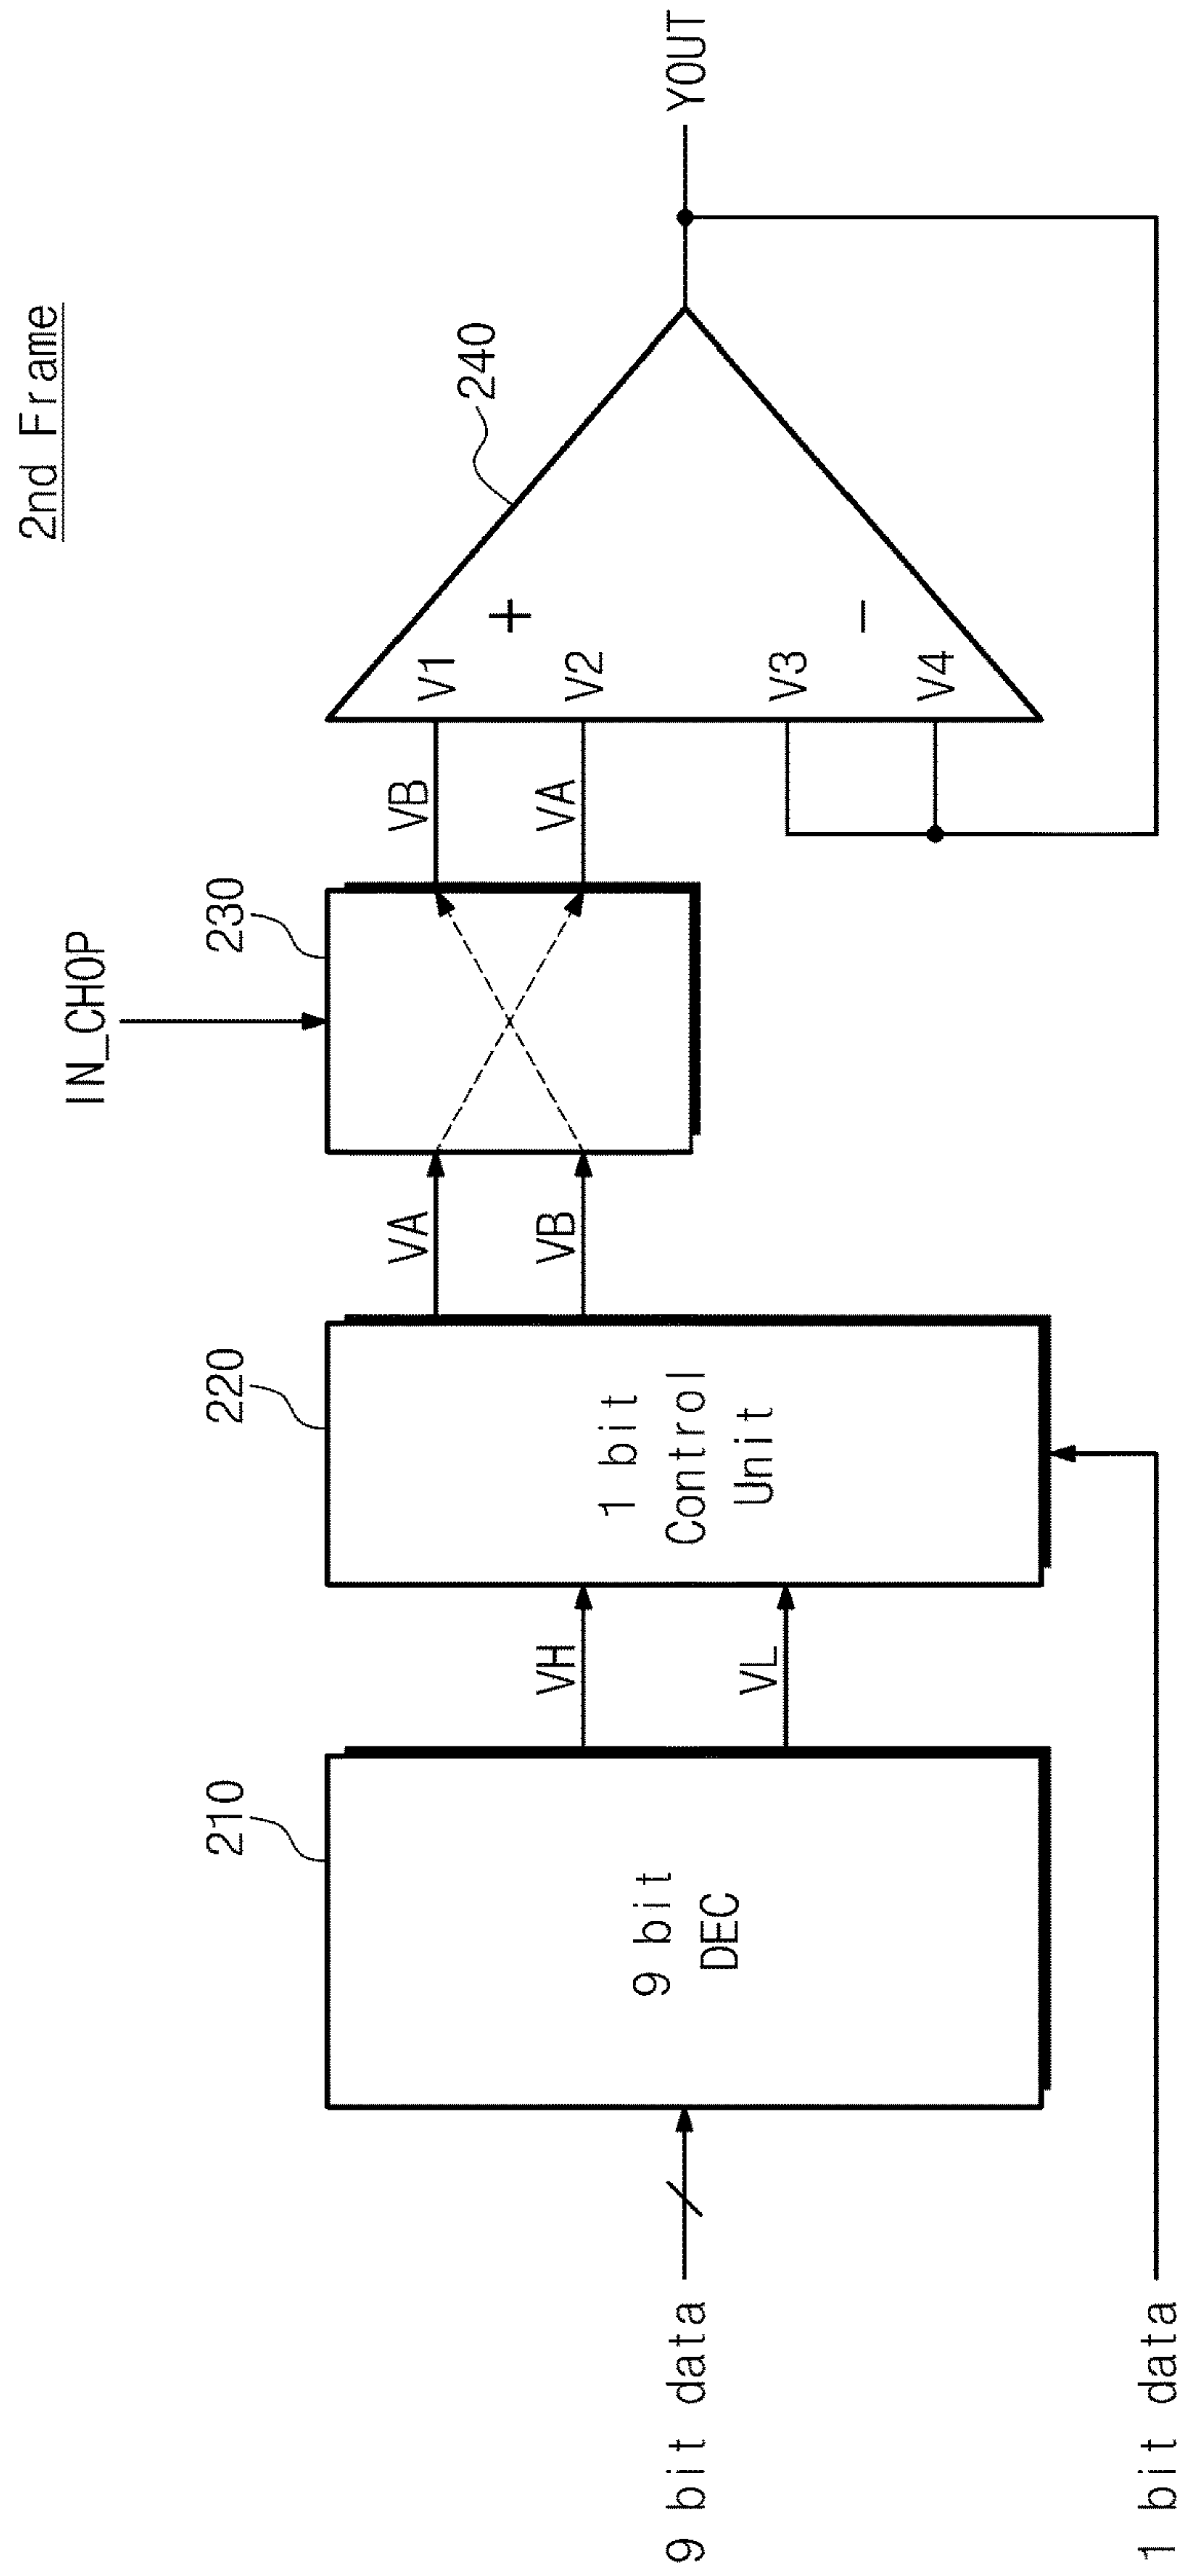 2nd Frame
IN_CHOP
210
220
230
240
9 bit data
9 bit
DEC
VH
VL
1 bit
Control
Unit
VA
VB
VB
VA
V1
V2
V3
V4
+
−
YOUT
1 bit data